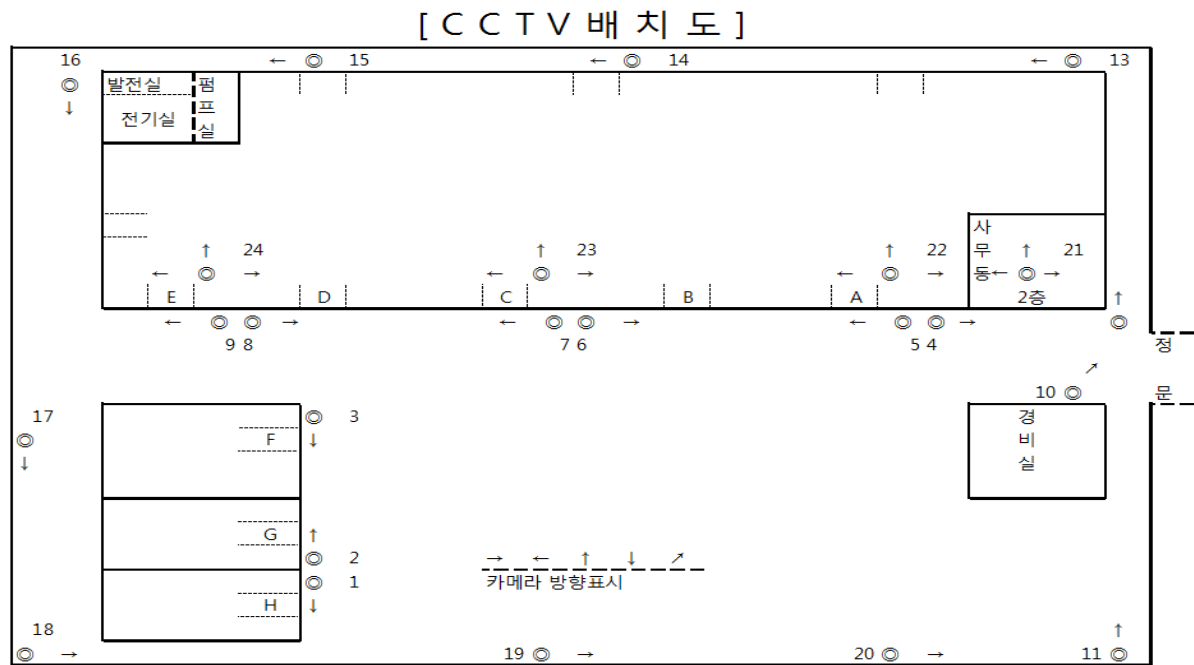 [ C C T V 배 치 도 ]
16 ← ◎ 15 ← ◎ 14 ← ◎ 13
◎ 발전실 펌
↓ 전기실 프
실
사
↑ 24 ↑ 23 ↑ 22 무 ↑ 21
← ◎ → ← ◎ → ← ◎ → 동 ← ◎ →
E D C B A 2층 ↑
← ◎ ◎ → ← ◎ ◎ → ← ◎ ◎ → ◎
9 8 7 6 5 4 정
↗
10 ◎ 문
17 ◎ 3 경
◎ F ↓ 비
↓ 실
G ↑
◎ 2 → ← ↑ ↓ ↗
◎ 1 카메라 방향표시
H ↓
18 ↑
◎ → 19 ◎ → 20 ◎ → 11 ◎